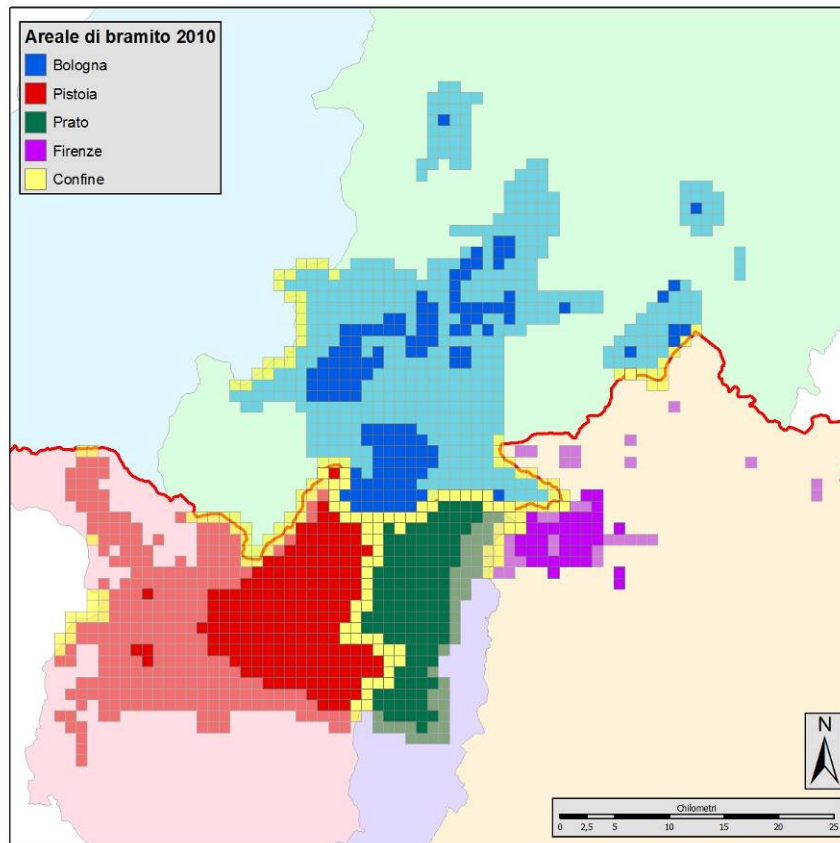 Areale di bramito 2010
Bologna
Pistoia
Prato
Firenze
Confine
N
Chilometri
0 2,5 5 10 15 20 25